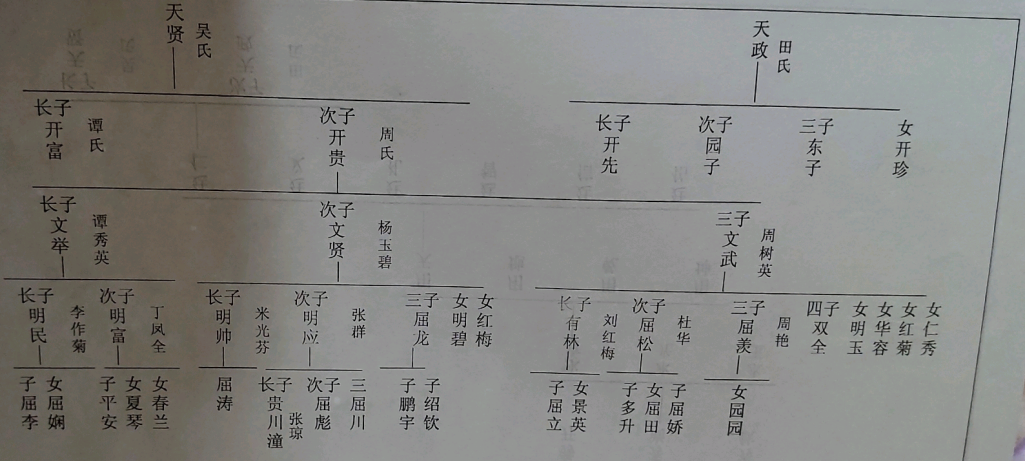 天贤
吴氏
天政
田氏
长子开富
谭氏
次子开贵
周氏
长子开先
次子园子
三子东子
女开珍
长子文举
谭秀英
次子文贤
杨玉碧
三子文武
周树英
长子明民
李作菊
次子明富
丁凤全
长子明帅
米光芬
次子明应
张群
三子屈龙
女明碧
女红梅
长子有林
刘红梅
次子屈松
杜华
三子屈羡
周艳
四子双全
女明玉
女华容
女红菊
女仁秀
子屈李
女屈娴
子平安
女夏琴
女春兰
屈涛
长子贵川潼
张琼
次子屈彪
三屈川
子鹏宇
子绍钦
子屈立
女景英
子多升
女屈田
子屈娇
女园园